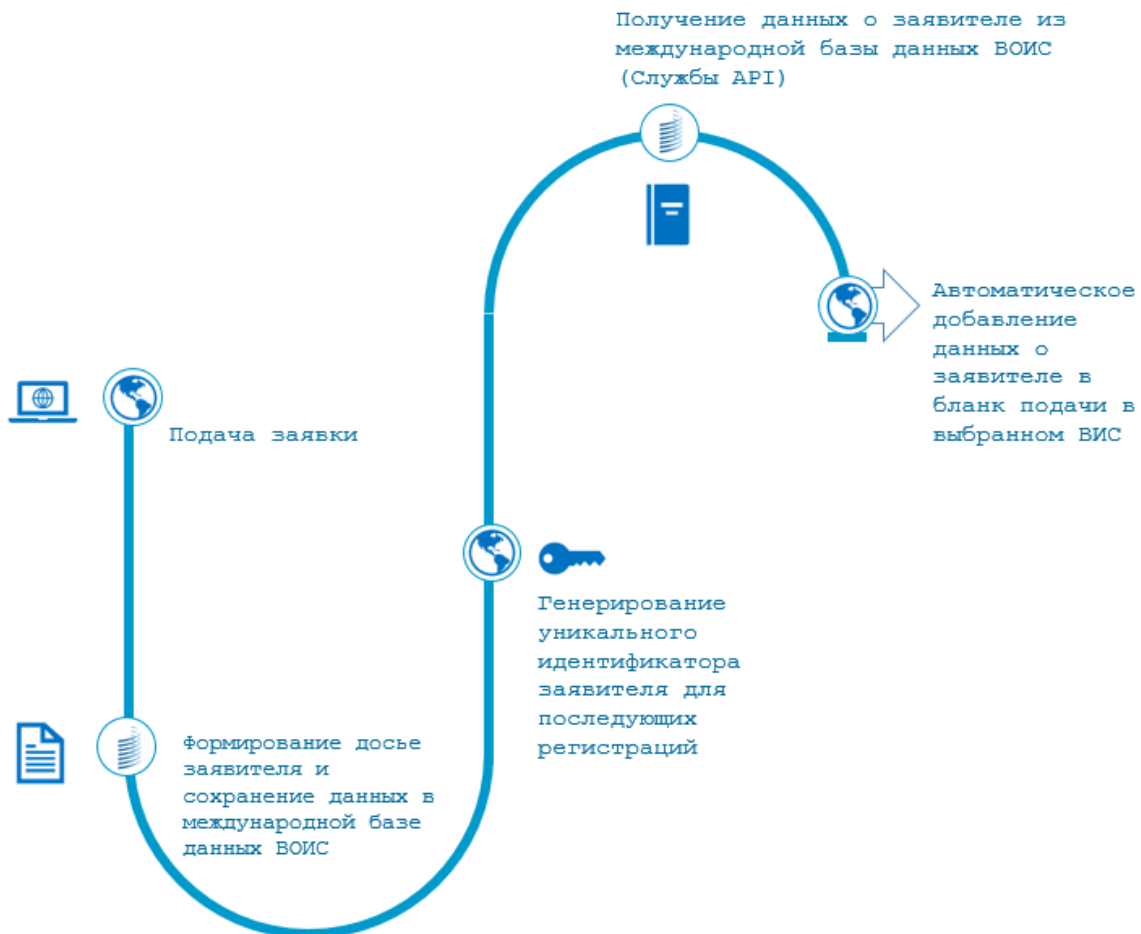 Получение данных о заявителе из
международной базы данных ВОИС
(Службы API)
Автоматическое
добавление
данных о
заявителе в
бланк подачи в
выбранном ВИС
Подача заявки
Генерирование
уникального
идентификатора
заявителя для
последующих
регистраций
Формирование досье
заявителя и
сохранение данных в
международной базе
данных ВОИС